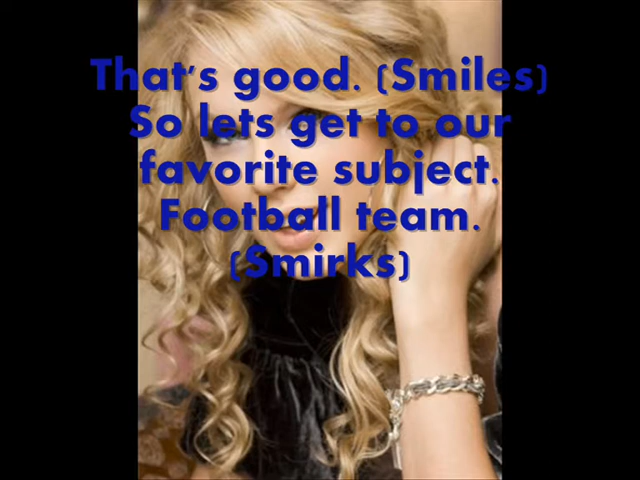 That's good. (Smiles)
So lets get to our
favorite subject.
Football team.
(Smirks)